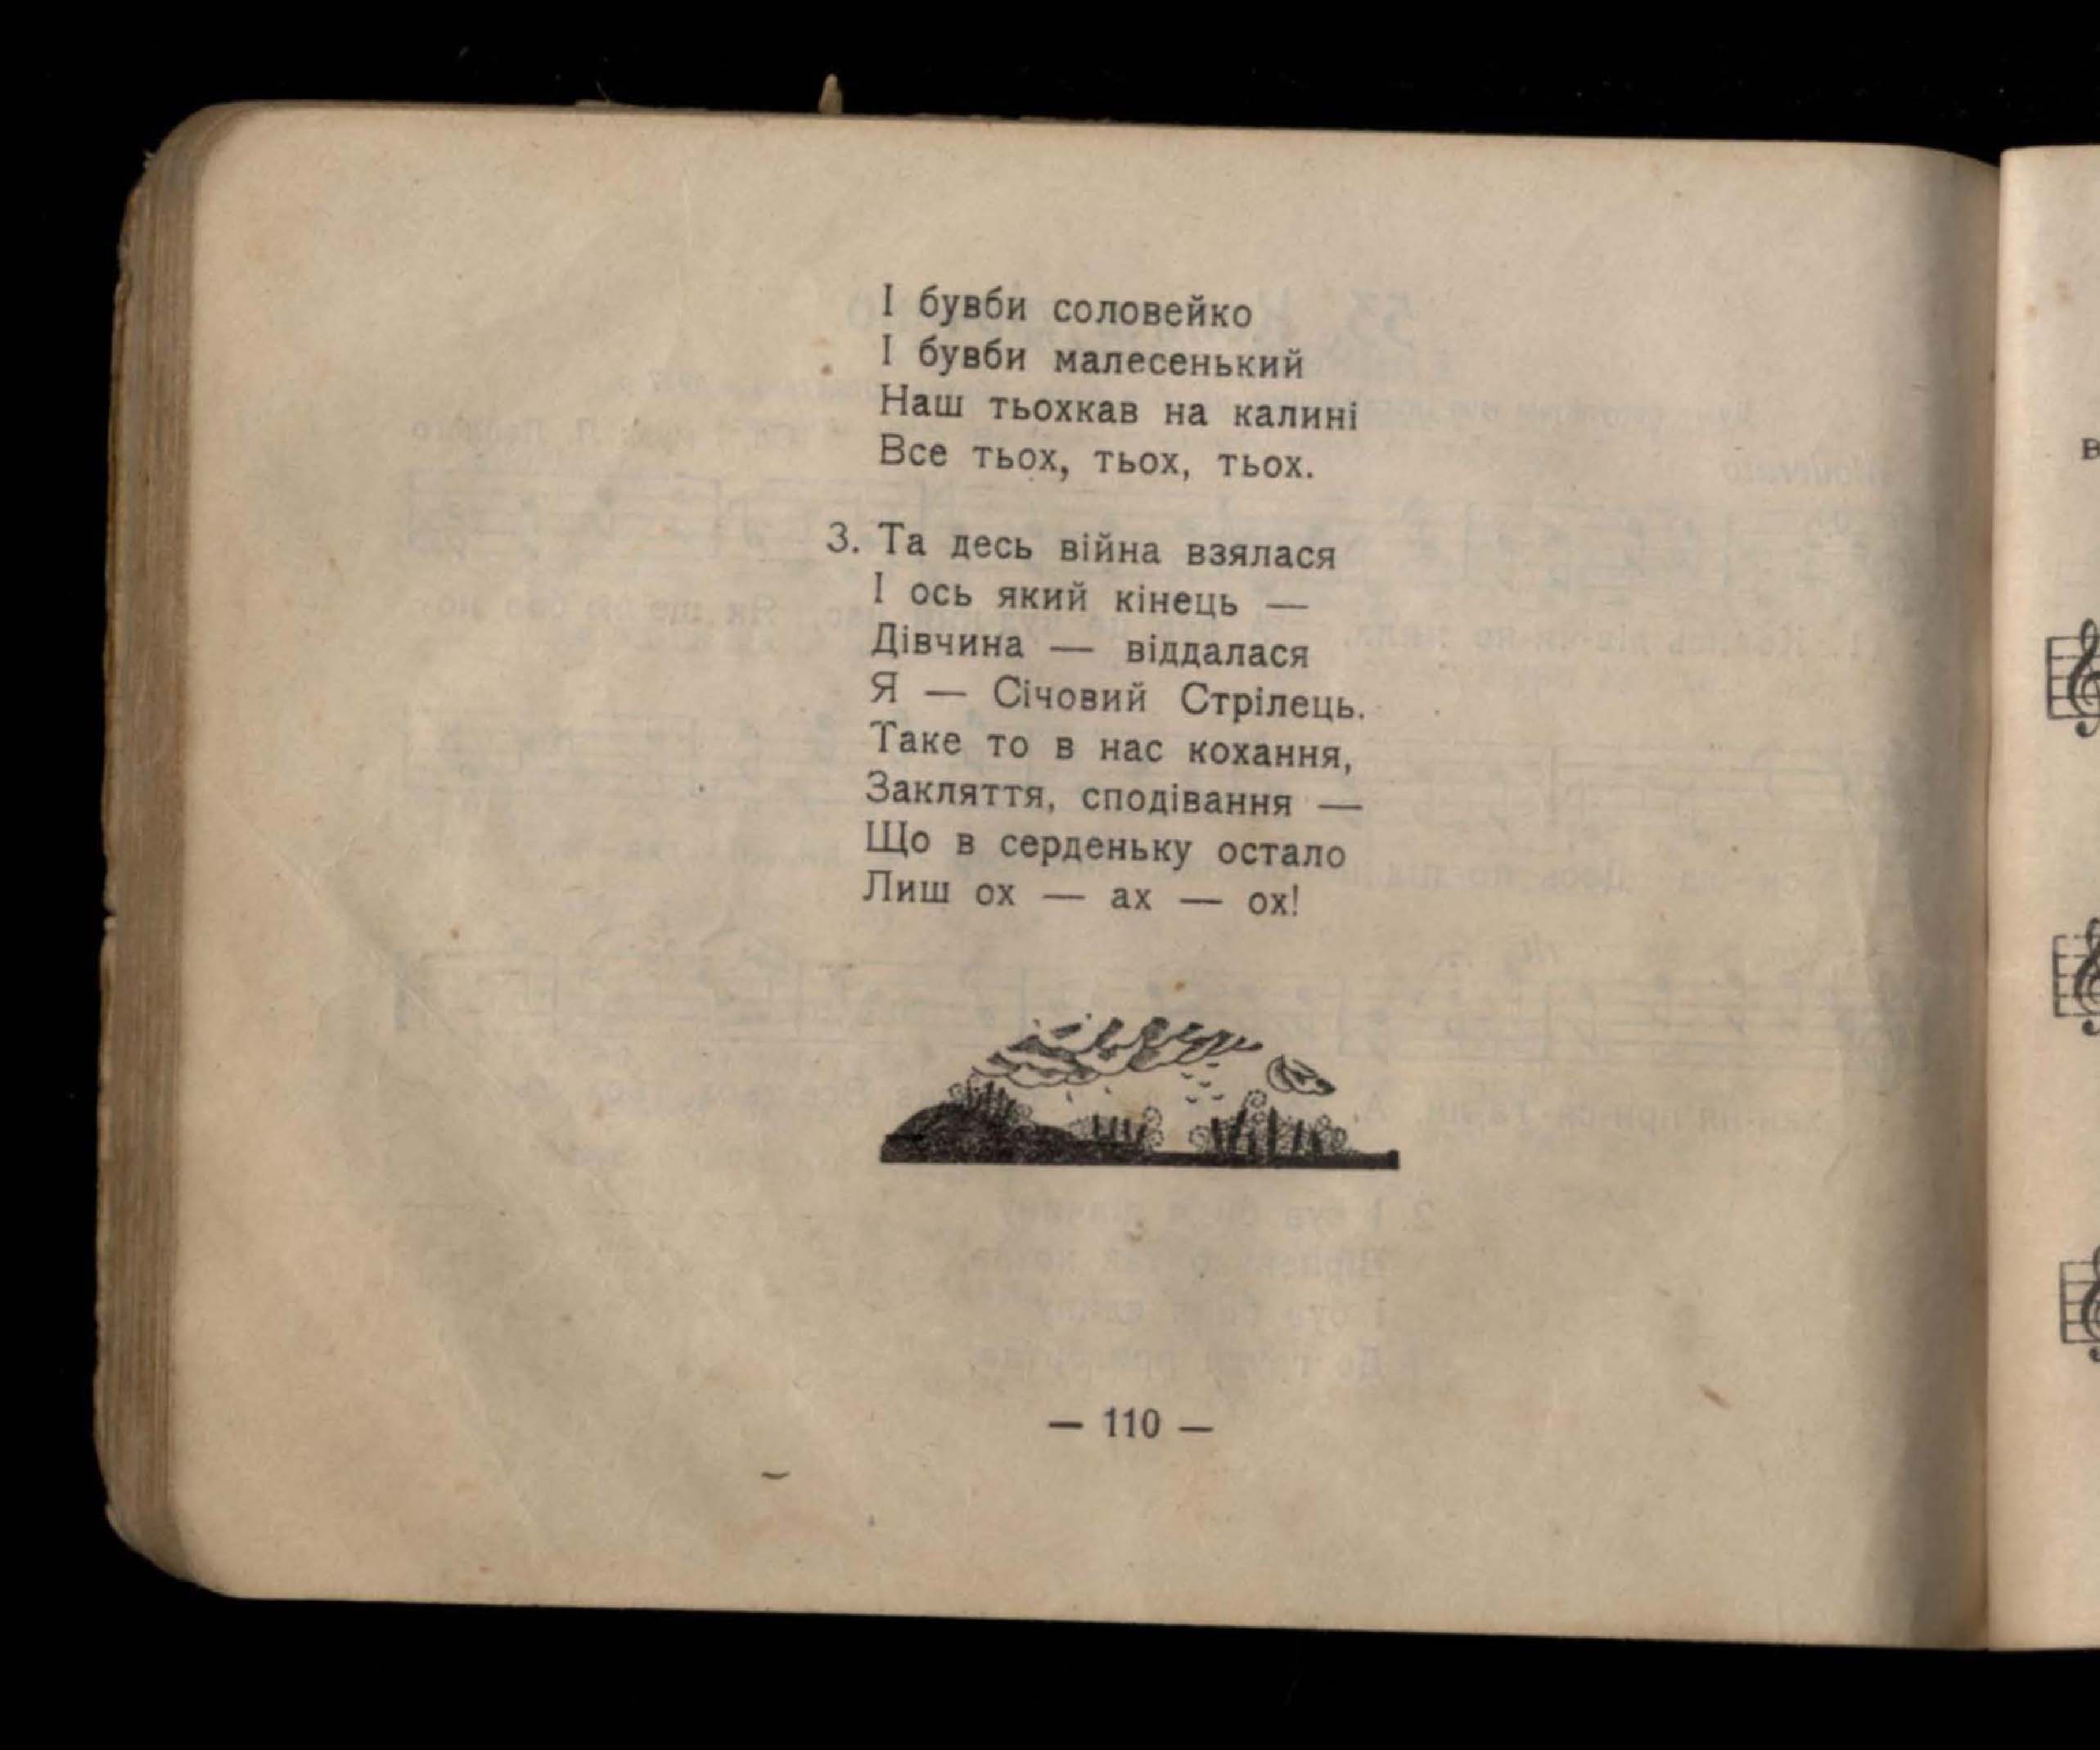 І бувби соловейко
І бувби малесенький
Наш тьохкав на калині
Все тьох, тьох, тьох.
3. Та десь війна взялася
І ось який кінець —
Дівчина — віддалася
Я — Січовий Стрілець.
Таке то в нас кохання,
Закляття, сподівання —
Що в серденьку остало
Лиш ох — ах — ох!
— 110 —